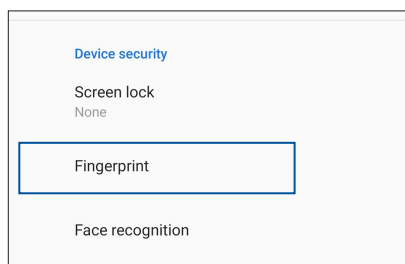 Device security
Screen lock
None
Fingerprint
Face recognition